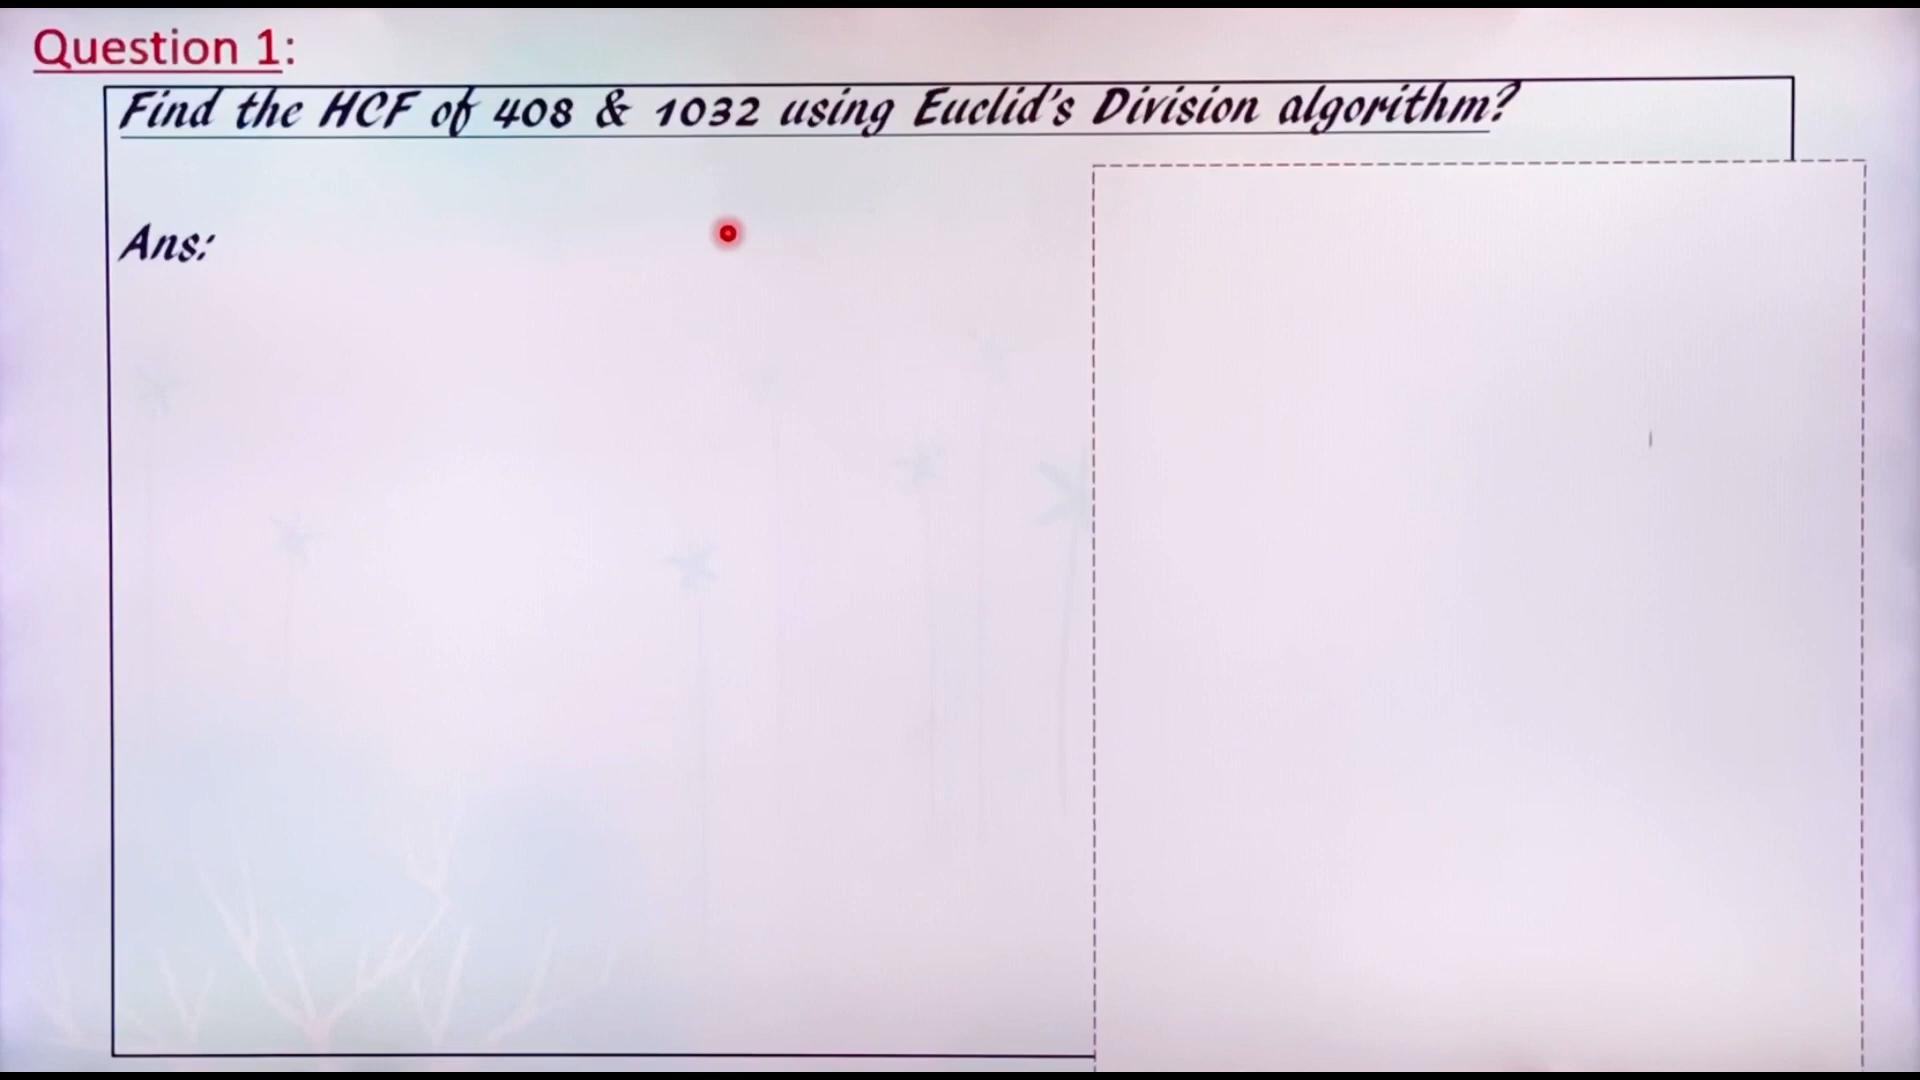 Question 1:
Find the HCF of 408 & 1032 using Euclid's Division algorithm?
Ans: